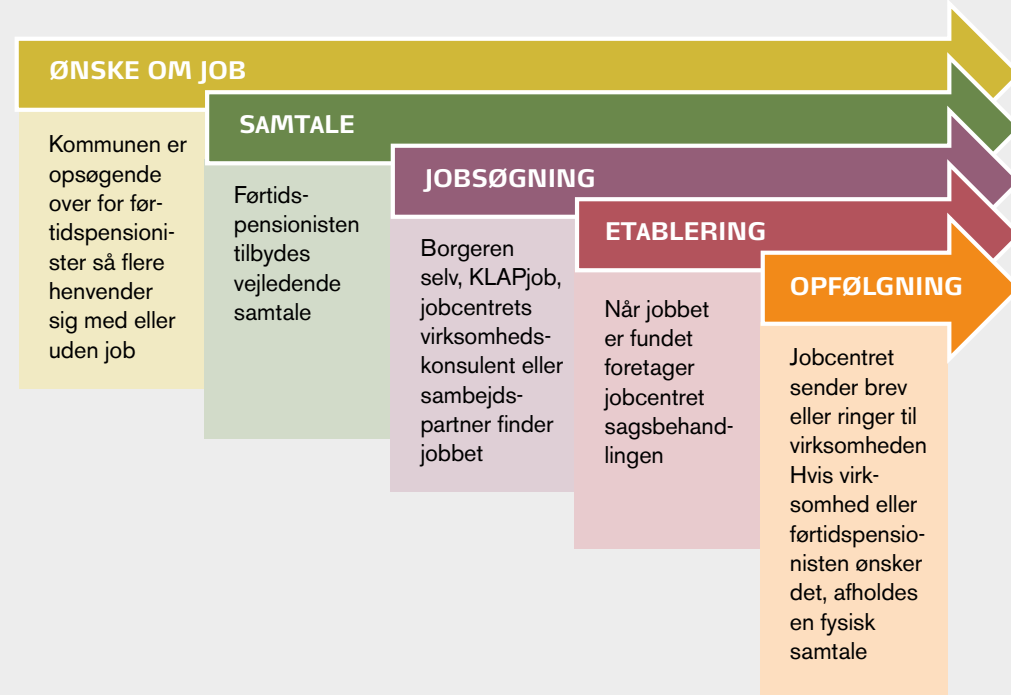 ØNSKE OM JOB
Kommunen er
opsøgende
over for før-
tidspensioni-
ster så flere
henvender
sig med eller
uden job
SAMTALE
Førtids-
pensionisten
tilbydes
vejledende
samtale
JOBSØGNING
Borgeren
selv, KLAPjob,
jobcentrets
virksomheds-
konsulent eller
sambejds-
partner finder
jobbet
ETABLERING
Når jobbet
er fundet
foretager
jobcentret
sagsbehand-
lingen
OPFØLGNING
Jobcentret
sender brev
eller ringer til
virksomheden
Hvis virk-
somhed eller
førtidspensio-
nisten ønsker
det, afholdes
en fysisk
samtale